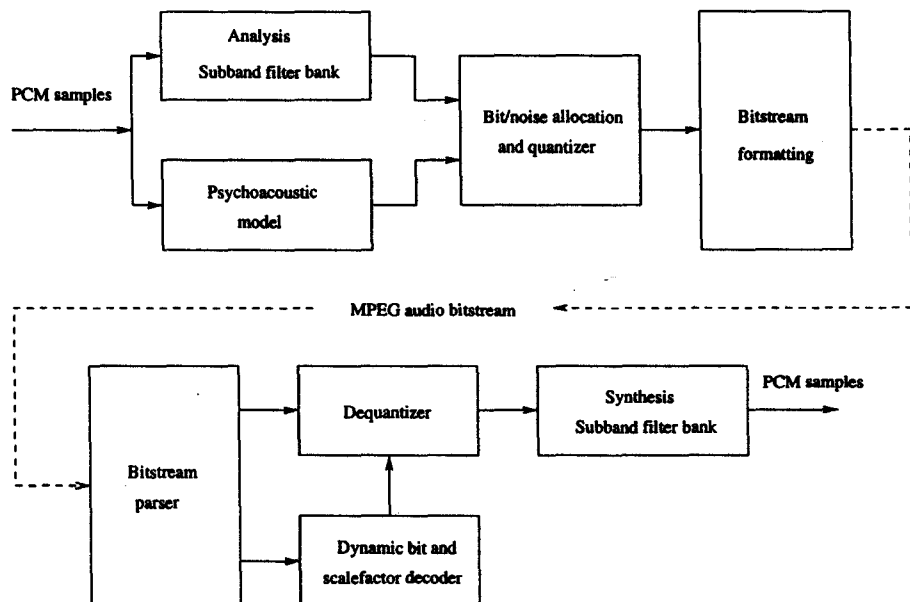 PCM samples
Analysis
Subband filter bank
Psychoacoustic
model
Bit/noise allocation
and quantizer
Bitstream
formatting
MPEG audio bitstream
Bitstream
parser
Dequantizer
Dynamic bit and
scalefactor decoder
Synthesis
Subband filter bank
PCM samples